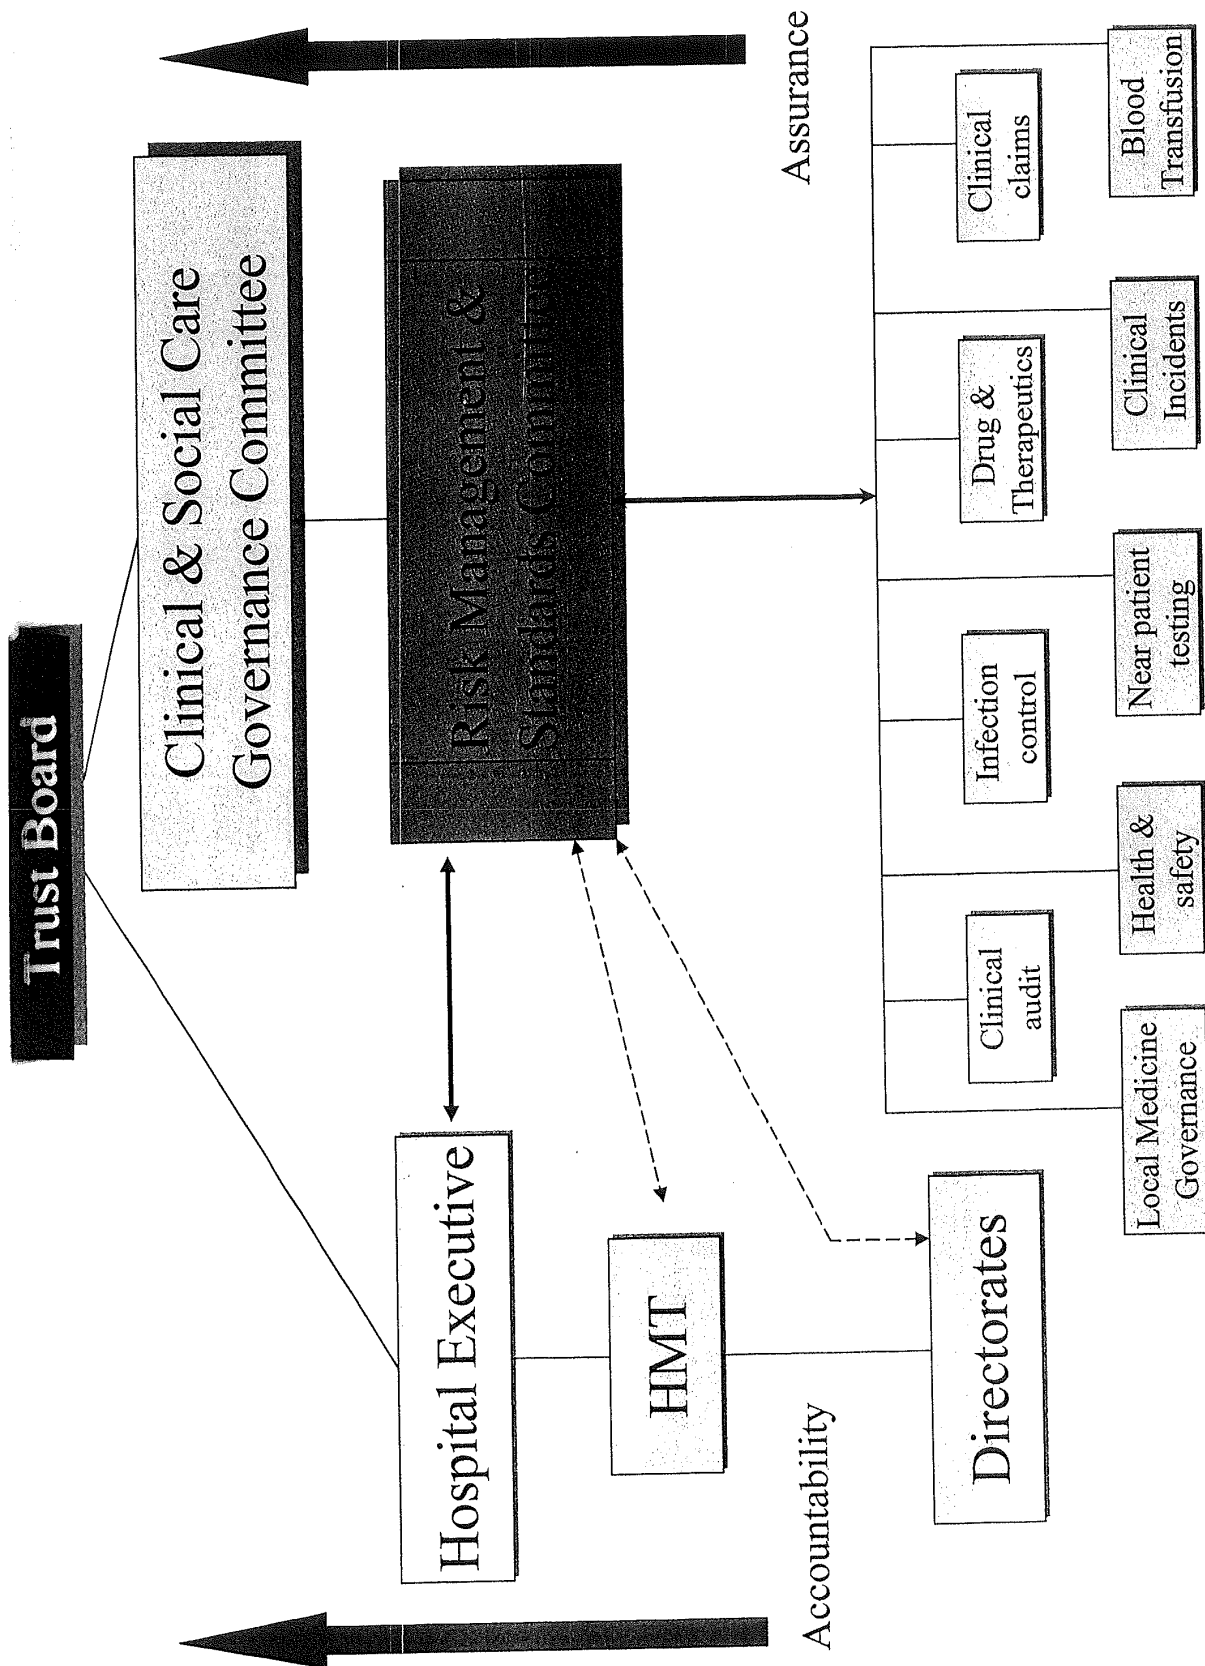 Trust Board
Clinical & Social Care
Governance Committee
Hospital Executive
Risk Management &
Standards Committee
HMT
Accountability
Assurance
Directorates
Clinical
audit
Infection
control
Drug &
Therapeutics
Clinical
claims
Local Medicine
Governance
Health &
safety
Near patient
testing
Clinical
Incidents
Blood
Transfusion